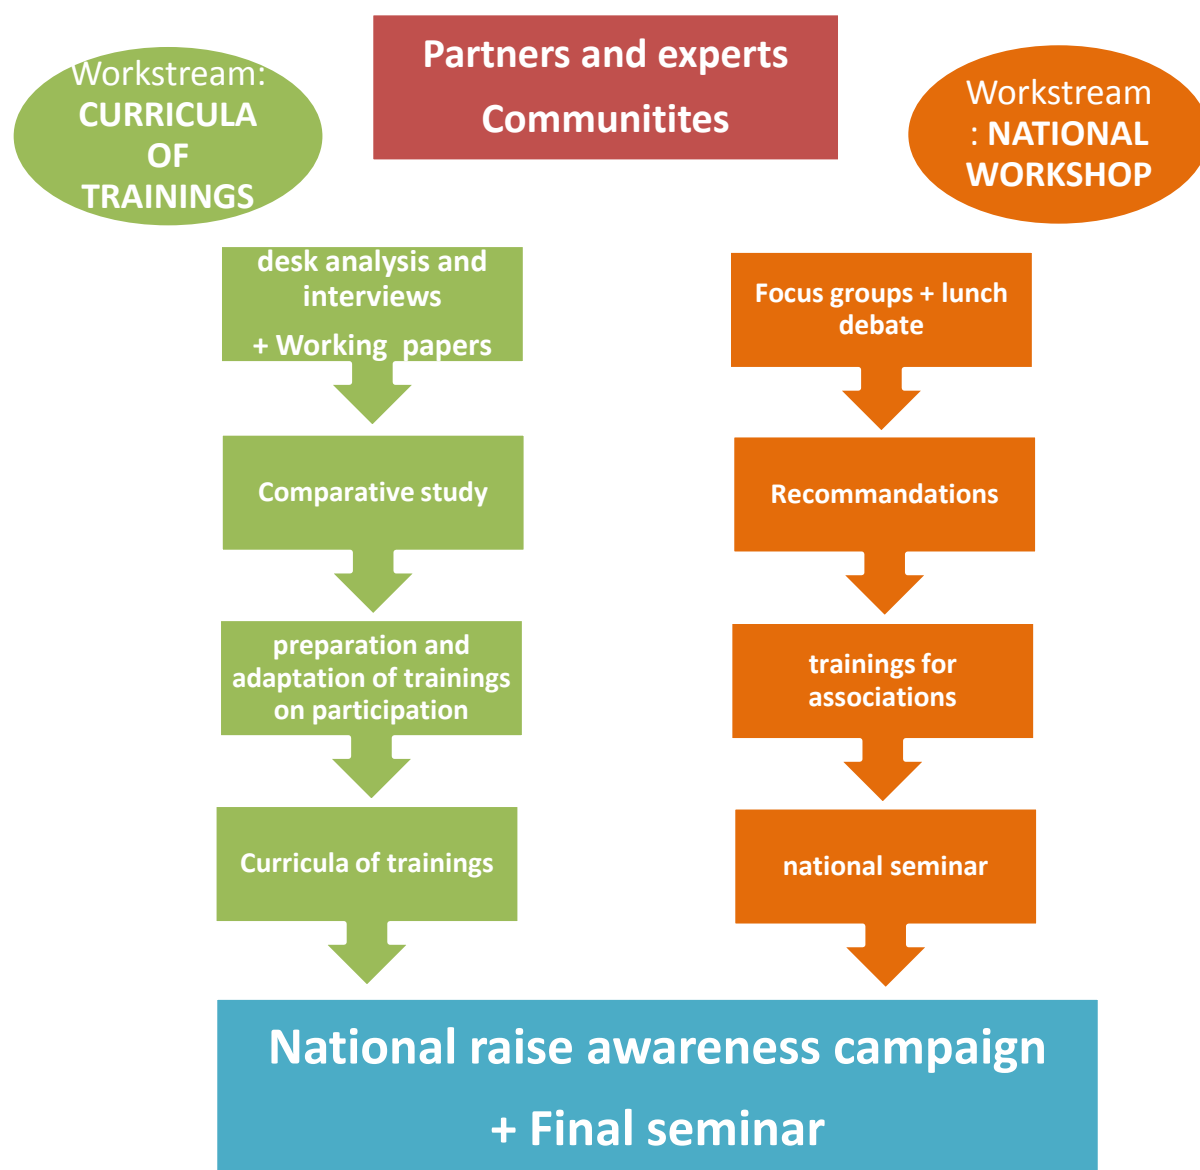 Partners and experts
Communitites
Workstream:
CURRICULA
OF
TRAININGS
Workstream
: NATIONAL
WORKSHOP
desk analysis and
interviews
+ Working papers
Comparative study
preparation and
adaptation of trainings
on participation
Curricula of trainings
Focus groups + lunch
debate
Recommandations
trainings for
associations
national seminar
National raise awareness campaign
+ Final seminar